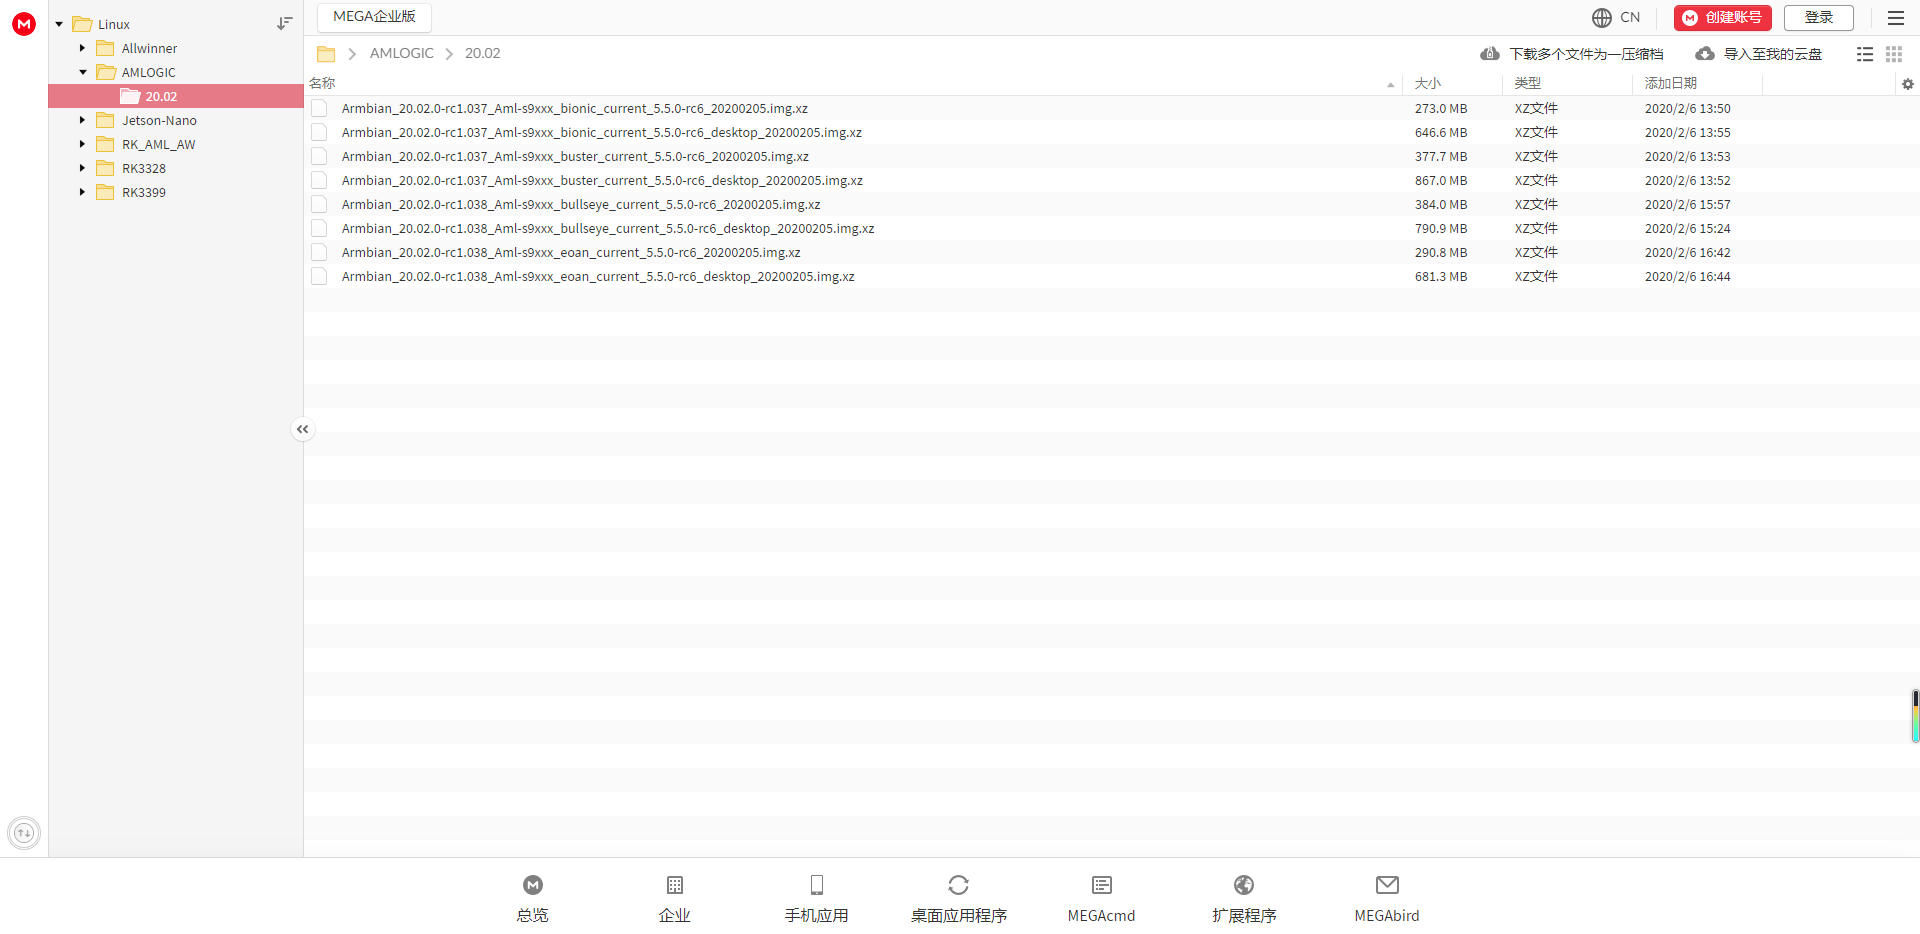 Linux
Allwinner
AMLOGIC
20.02
Jetson-Nano
RK_AML_AW
RK3328
RK3399
MEGA企业版
CN
创建账号
登录
AMLOGIC
20.02
下载多个文件为一压缩档
导入至我的云盘
名称 大小 类型 添加日期
Armbian_20.02.0-rc1.037_Aml-s9xxx_bionic_current_5.5.0-rc6_20200205.img.xz 273.0 MB XZ文件 2020/2/6 13:50
Armbian_20.02.0-rc1.037_Aml-s9xxx_bionic_current_5.5.0-rc6_desktop_20200205.img.xz 646.6 MB XZ文件 2020/2/6 13:55
Armbian_20.02.0-rc1.037_Aml-s9xxx_buster_current_5.5.0-rc6_20200205.img.xz 377.7 MB XZ文件 2020/2/6 13:53
Armbian_20.02.0-rc1.037_Aml-s9xxx_buster_current_5.5.0-rc6_desktop_20200205.img.xz 867.0 MB XZ文件 2020/2/6 13:52
Armbian_20.02.0-rc1.038_Aml-s9xxx_bullseye_current_5.5.0-rc6_20200205.img.xz 384.0 MB XZ文件 2020/2/6 15:57
Armbian_20.02.0-rc1.038_Aml-s9xxx_bullseye_current_5.5.0-rc6_desktop_20200205.img.xz 790.9 MB XZ文件 2020/2/6 15:24
Armbian_20.02.0-rc1.038_Aml-s9xxx_eoan_current_5.5.0-rc6_20200205.img.xz 290.8 MB XZ文件 2020/2/6 16:42
Armbian_20.02.0-rc1.038_Aml-s9xxx_eoan_current_5.5.0-rc6_desktop_20200205.img.xz 681.3 MB XZ文件 2020/2/6 16:44
总览 企业 手机应用 桌面应用程序 MEGAcmd 扩展程序 MEGAbird